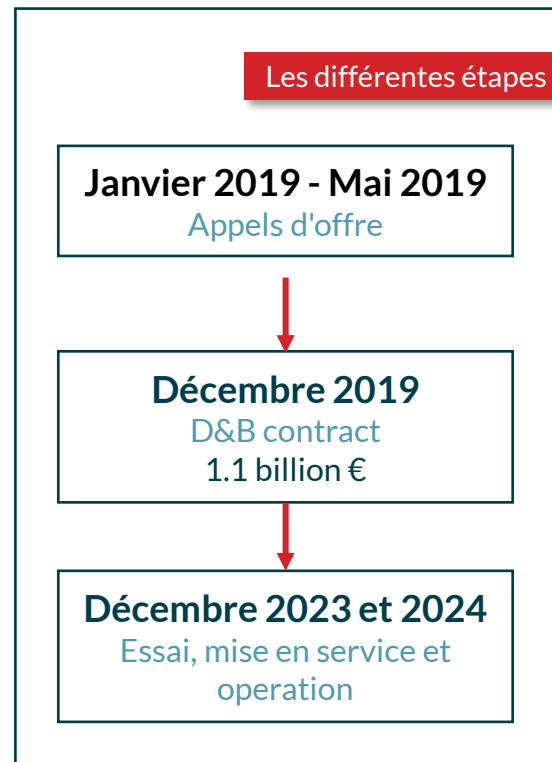 Les différentes étapes
Janvier 2019 - Mai 2019
Appels d'offre
Décembre 2019
D&B contract
1.1 billion €
Décembre 2023 et 2024
Essai, mise en service et
operation